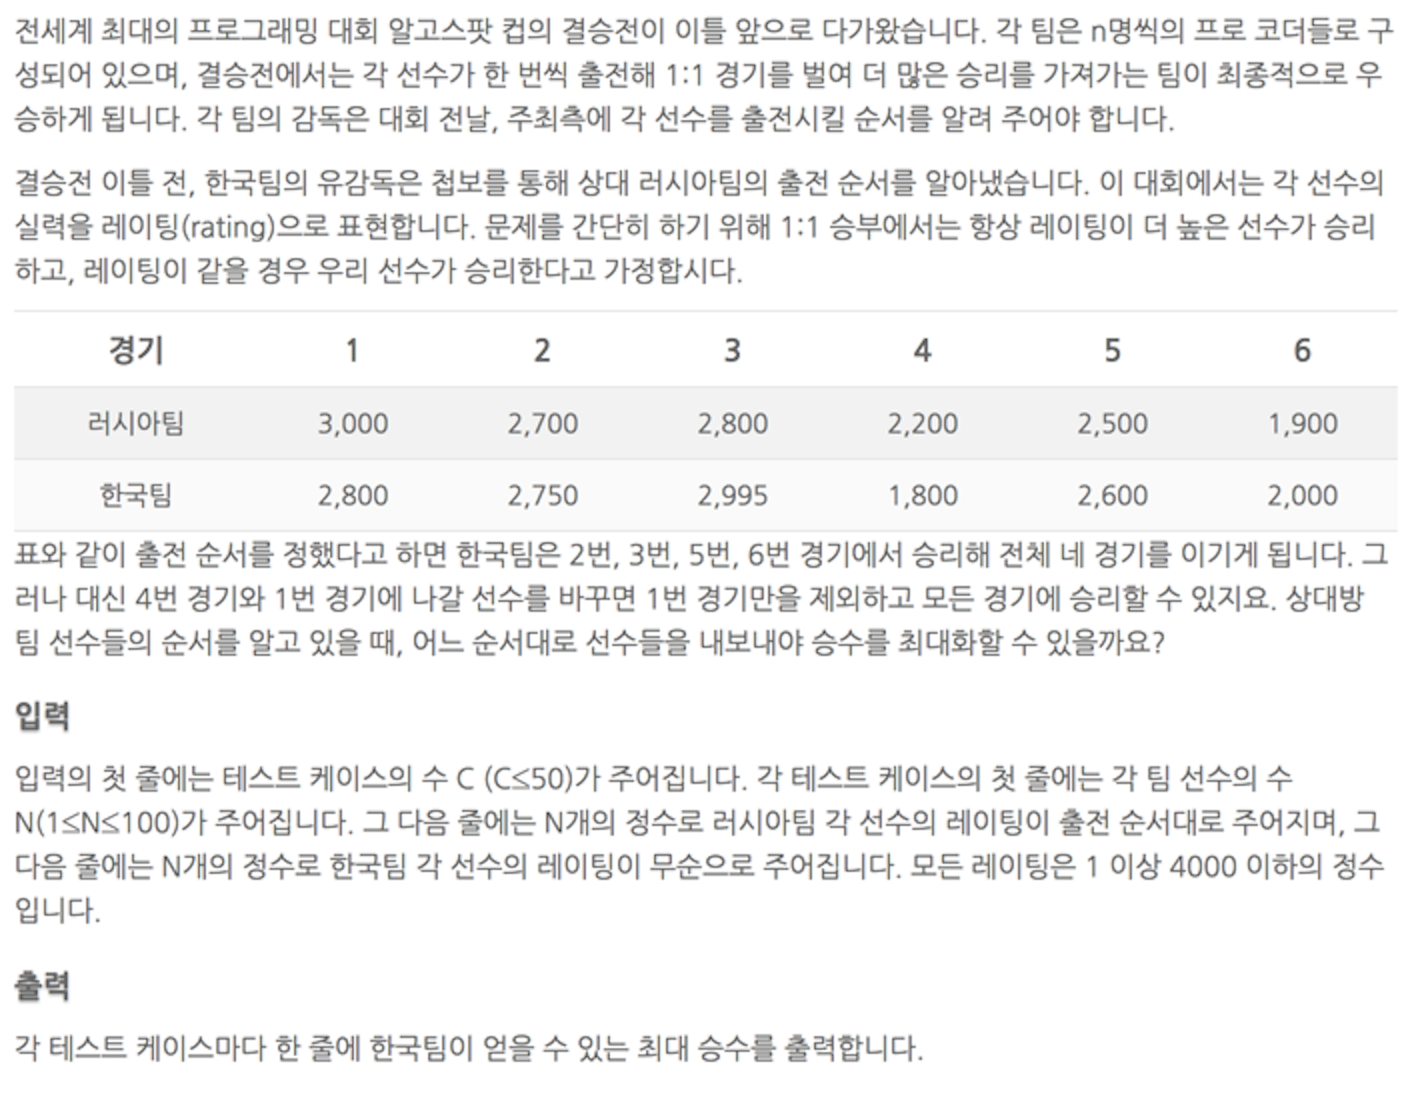 전세계 최대의 프로그래밍 대회 알고스팟 컵의 결승전이 이틀 앞으로 다가왔습니다. 각 팀은 n명씩의 프로 코더들로 구
성되어 있으며, 결승전에서는 각 선수가 한 번씩 출전해 1:1 경기를 벌여 더 많은 승리를 가져가는 팀이 최종적으로 우
승하게 됩니다. 각 팀의 감독은 대회 전날, 주최측에 각 선수를 출전시킬 순서를 알려 주어야 합니다.
결승전 이틀 전, 한국팀의 유감독은 첩보를 통해 상대 러시아팀의 출전 순서를 알아냈습니다. 이 대회에서는 각 선수의
실력을 레이팅(rating)으로 표현합니다. 문제를 간단히 하기 위해 1:1 승부에서는 항상 레이팅이 더 높은 선수가 승리
하고, 레이팅이 같을 경우 우리 선수가 승리한다고 가정합시다.
경기 1 2 3 4 5 6
러시아팀 3,000 2,700 2,800 2,200 2,500 1,900
한국팀 2,800 2,750 2,995 1,800 2,600 2,000
표와 같이 출전 순서를 정했다고 하면 한국팀은 2번, 3번, 5번, 6번 경기에서 승리해 전체 네 경기를 이기게 됩니다. 그
러나 대신 4번 경기와 1번 경기에 나갈 선수를 바꾸면 1번 경기만을 제외하고 모든 경기에 승리할 수 있지요. 상대방
팀 선수들의 순서를 알고 있을 때, 어느 순서대로 선수들을 내보내야 승수를 최대화할 수 있을까요?
입력
입력의 첫 줄에는 테스트 케이스의 수 C (C≤50)가 주어집니다. 각 테스트 케이스의 첫 줄에는 각 팀 선수의 수
N(1≤N≤100)가 주어집니다. 그 다음 줄에는 N개의 정수로 러시아팀 각 선수의 레이팅이 출전 순서대로 주어지며, 그
다음 줄에는 N개의 정수로 한국팀 각 선수의 레이팅이 무순으로 주어집니다. 모든 레이팅은 1 이상 4000 이하의 정수
입니다.
출력
각 테스트 케이스마다 한 줄에 한국팀이 얻을 수 있는 최대 승수를 출력합니다.